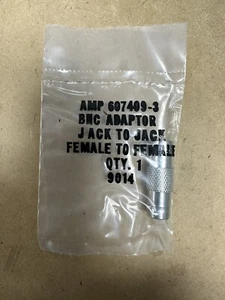 AMP 607409-3
BNC ADAPTOR
JACK TO JACK
FEMALE TO FEMALE
QTY. 1
9014